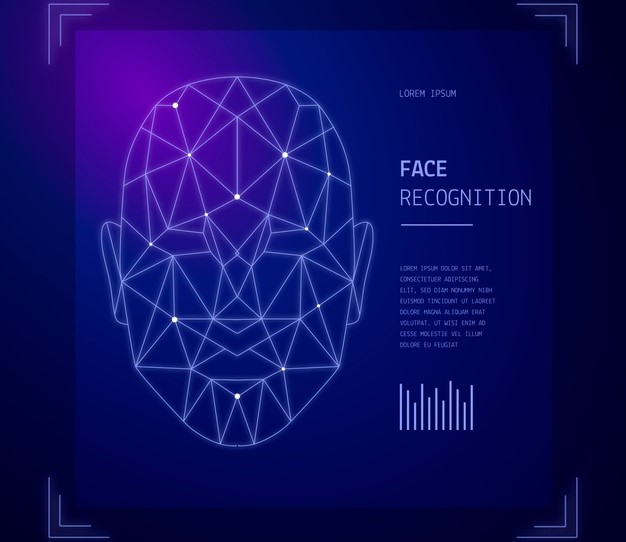 LOREM IPSUM
FACE
RECOGNITION
LOREM IPSUM DOLOR SIT AMET,
CONSECTETUER ADIPISCING
ELIT, SED DIAM NONUMMY NIBH
EUISMOD TINCIDUNT UT LAOREET
DOLORE MAGNA ALIQUAM ERAT
VOLUTPAT. UT WISI ENIM AD
CESSE MOLESTIE CONSEQUAT, VEL ILLUM
DOLORE EU FEUGIAT